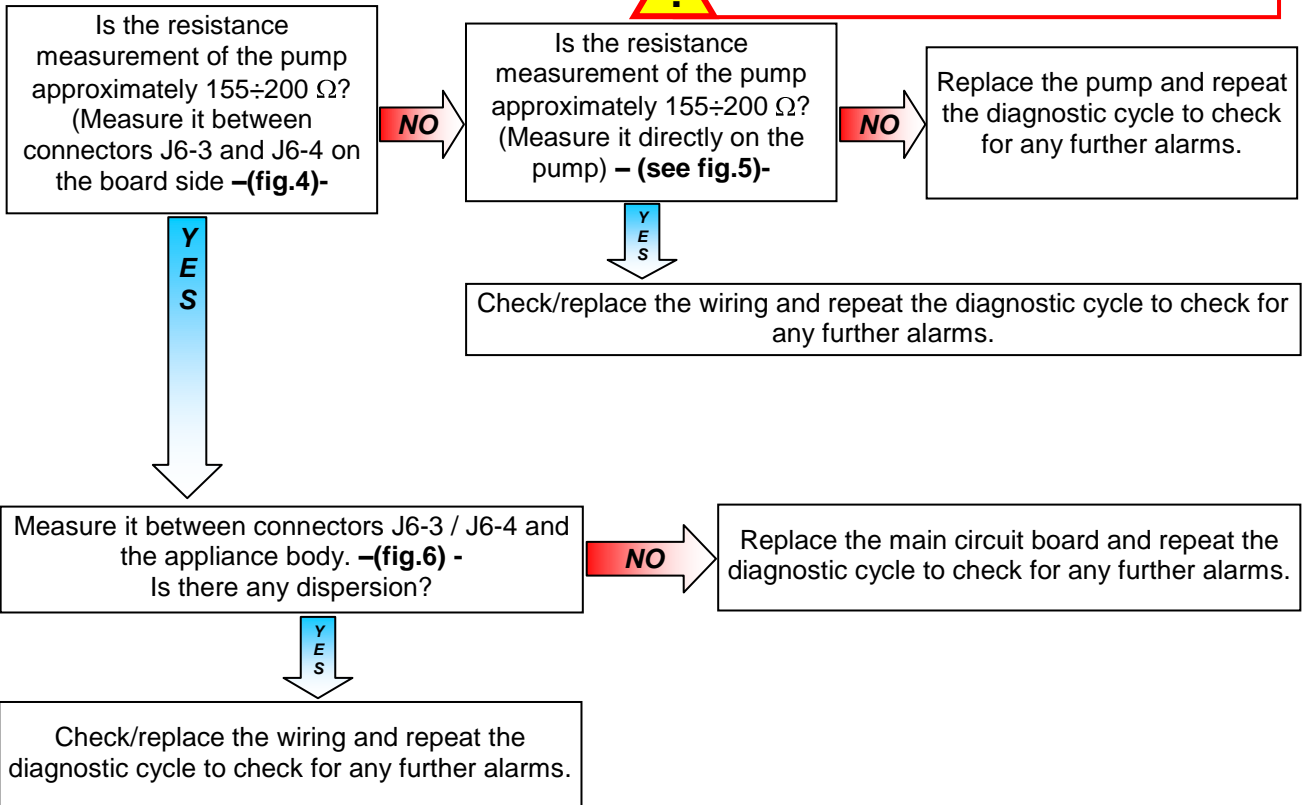 !
Is the resistance
measurement of the pump
approximately 155÷200 Ω?
(Measure it between
connectors J6-3 and J6-4 on
the board side –(fig.4)-
NO
Is the resistance
measurement of the pump
approximately 155÷200 Ω?
(Measure it directly on the
pump) – (see fig.5)-
NO
Replace the pump and repeat
the diagnostic cycle to check
for any further alarms.
Y
E
S
Y
E
S
Check/replace the wiring and repeat the diagnostic cycle to check for
any further alarms.
Measure it between connectors J6-3 / J6-4 and
the appliance body. –(fig.6) -
Is there any dispersion?
NO
Replace the main circuit board and repeat the
diagnostic cycle to check for any further alarms.
Y
E
S
Check/replace the wiring and repeat the
diagnostic cycle to check for any further alarms.